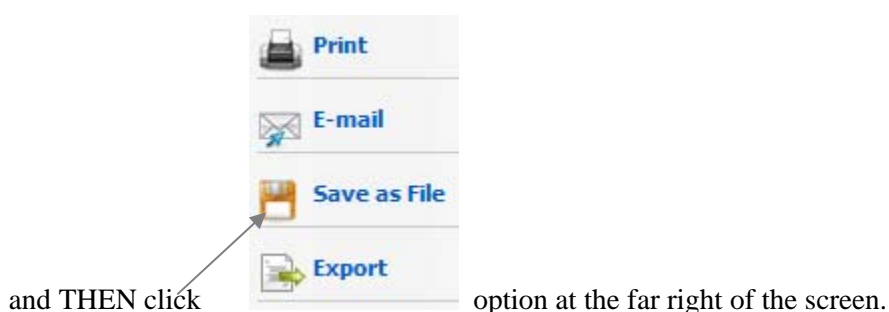 Print
E-mail
Save as File
Export
and THEN click option at the far right of the screen.